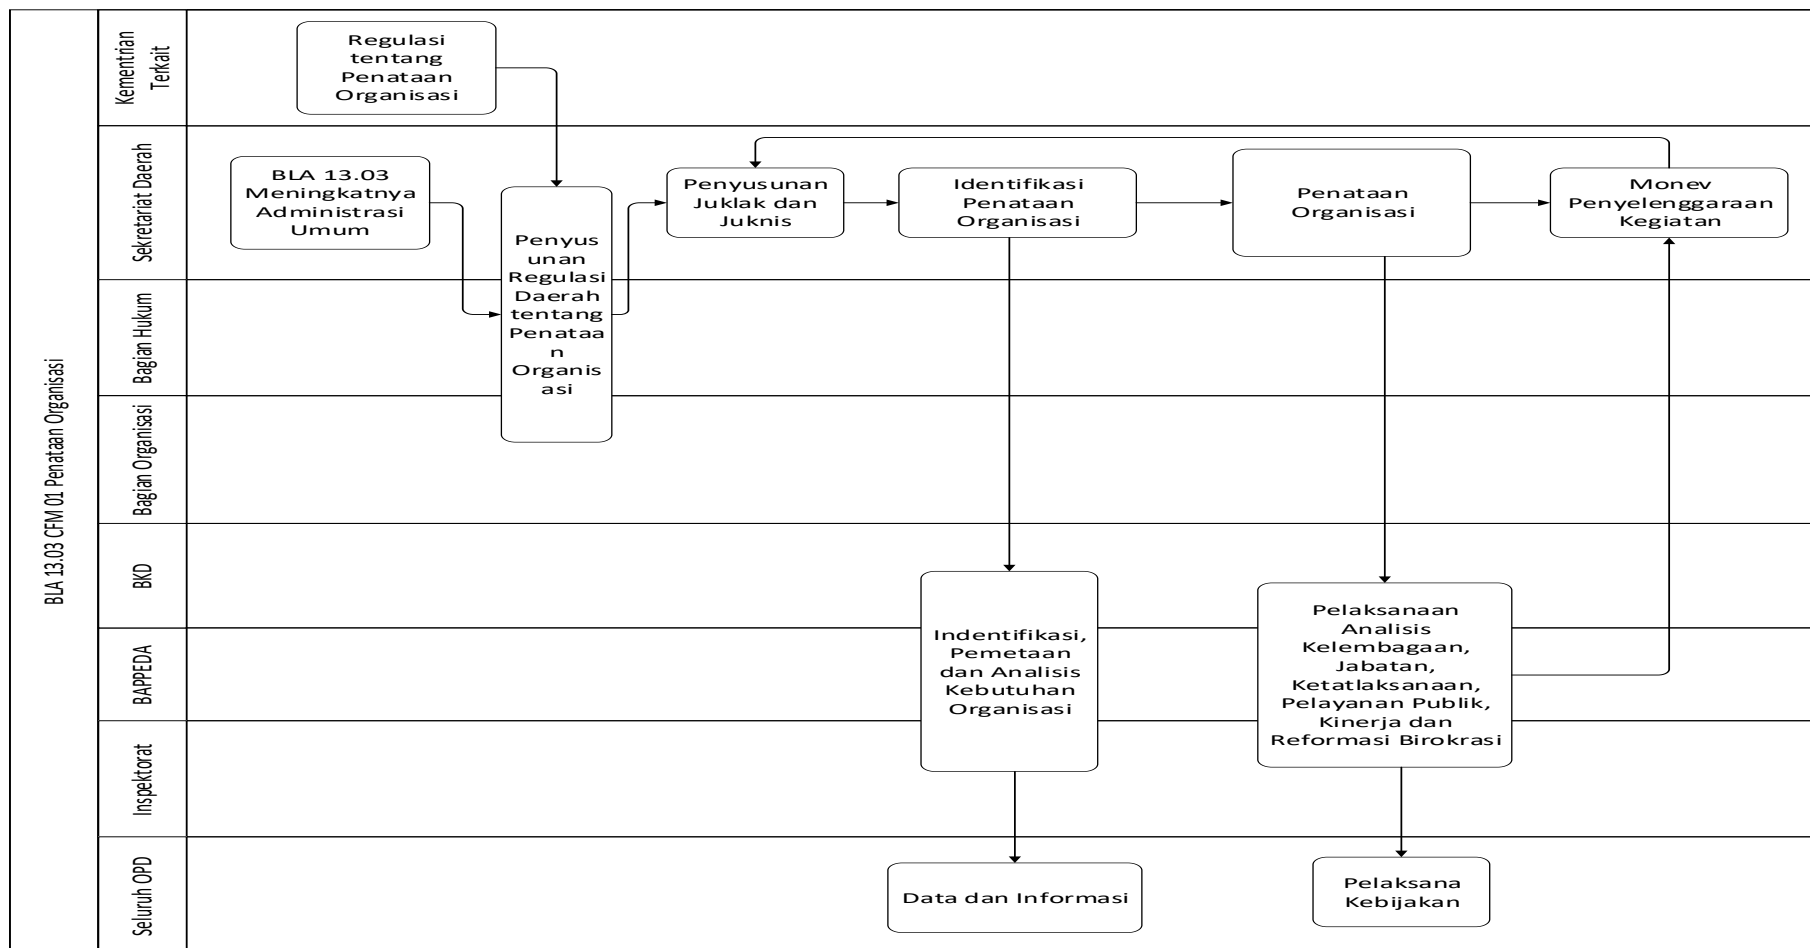 BLA 13.03 CFM 01 Penataan Organisasi
Kementrian
Terkait
Regulasi
tentang
Penataan
Organisasi
Sekretariat Daerah
BLA 13.03
Meningkatnya
Administrasi
Umum
Penyus
unan
Regulasi
Daerah
tentang
Penataa
n
Organis
asi
Penyusunan
Juklak dan
Juknis
Identifikasi
Penataan
Organisasi
Penataan
Organisasi
Monev
Penyelenggaraan
Kegiatan
Bagian Hukum
Bagian Organisasi
BKD
BAPPEDA
Indentifikasi,
Pemetaan
dan Analisis
Kebutuhan
Organisasi
Pelaksanaan
Analisis
Kelembagaan,
Jabatan,
Ketatlaksanaan,
Pelayanan Publik,
Kinerja dan
Reformasi Birokrasi
Inspektorat
Seluruh OPD
Data dan Informasi
Pelaksana
Kebijakan